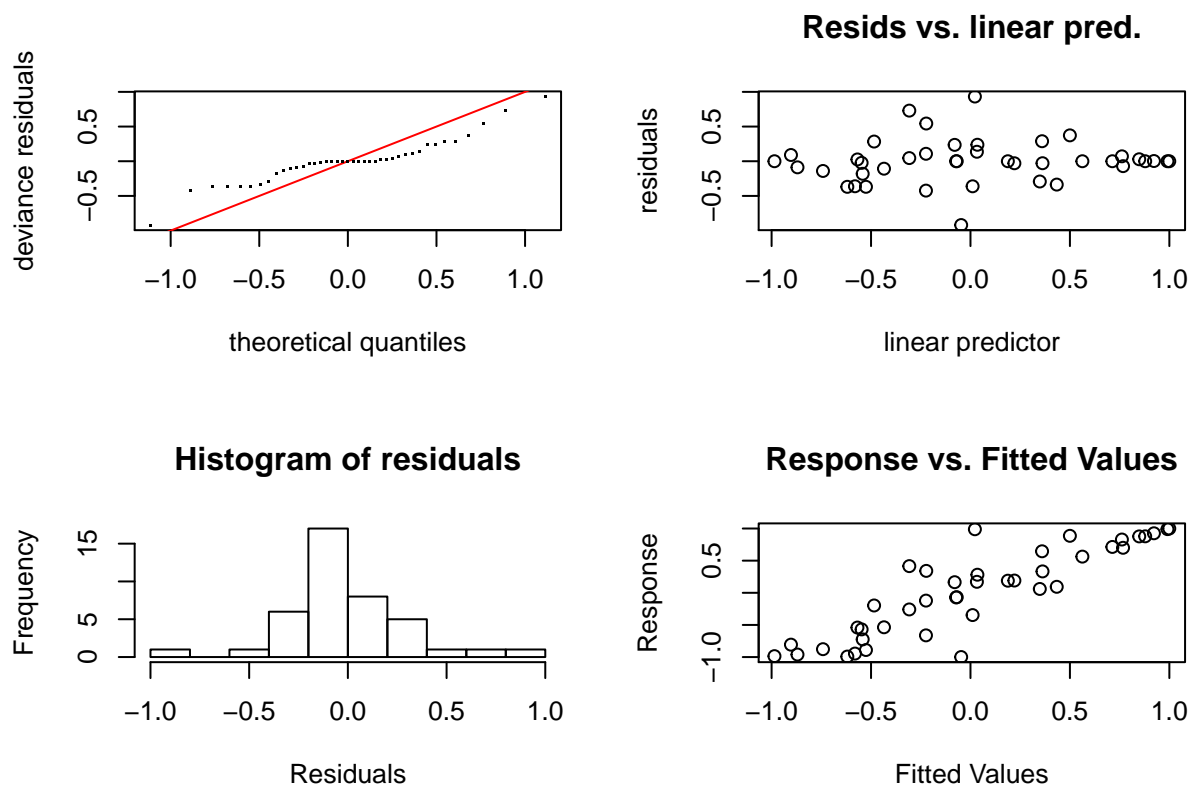 deviance residuals
0.5
−0.5
−1.0
−0.5
0.0
0.5
1.0
theoretical quantiles
Resids vs. linear pred.
residuals
0.5
−0.5
−1.0
−0.5
0.0
0.5
1.0
linear predictor
Histogram of residuals
Frequency
15
5
0
−1.0
−0.5
0.0
0.5
1.0
Residuals
Response vs. Fitted Values
Response
0.5
−1.0
−1.0
−0.5
0.0
0.5
1.0
Fitted Values